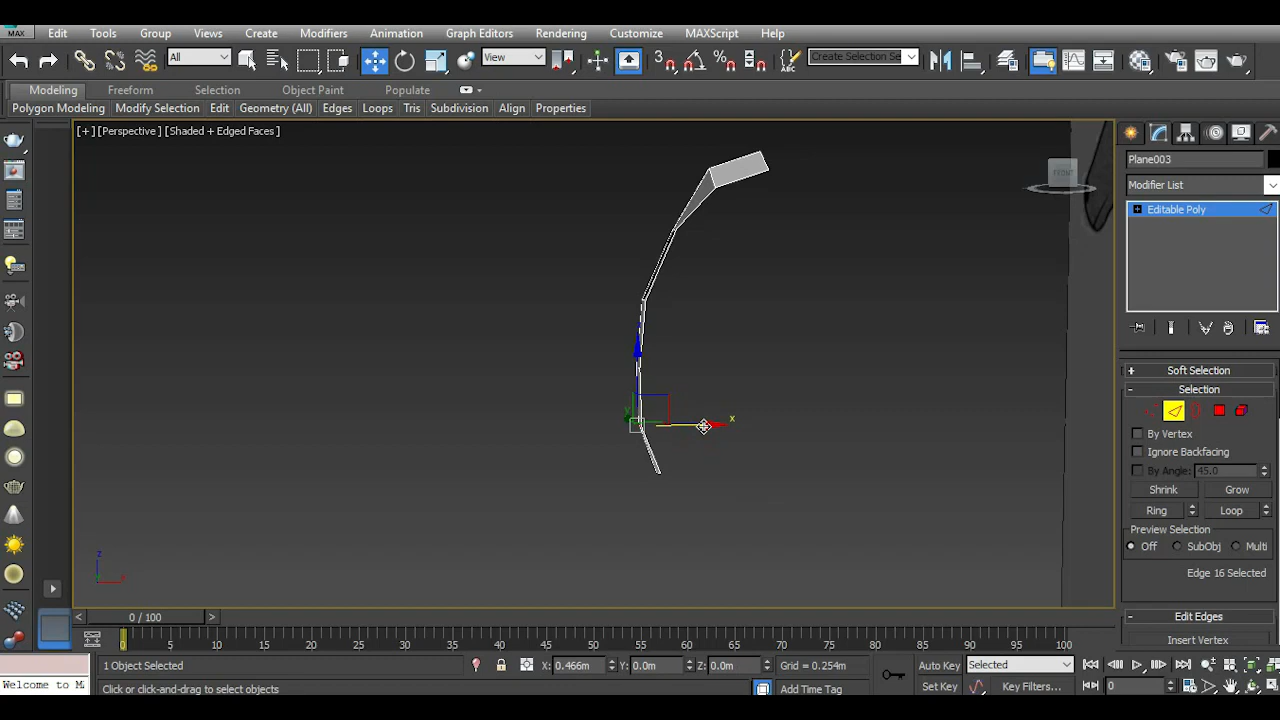 MAX Edit Tools Group Views Create Modifiers Animation Graph Editors Rendering Customize MAXScript Help
All View 3 ABC Create Selection Se
Modeling Freeform Selection Object Paint Populate
Polygon Modeling Modify Selection Edit Geometry (All) Edges Loops Tris Subdivision Align Properties
[+][Perspective][Shaded + Edged Faces]
FRONT
Plane003
Modifier List
Editable Poly
+ Soft Selection
- Selection
By Vertex
Ignore Backfacing
By Angle: 45.0
Shrink Grow
Ring Loop
Preview Selection
Off SubObj Multi
Edge 16 Selected
- Edit Edges
Insert Vertex
x
y
z
< 0 / 100 >
0 5 10 15 20 25 30 35 40 45 50 55 60 65 70 75 80 85 90 95 100
1 Object Selected X: 0.466m Y: 0.0m Z: 0.0m Grid = 0.254m Auto Key Selected
Welcome to M Click or click-and-drag to select objects Add Time Tag Set Key Key Filters... 0